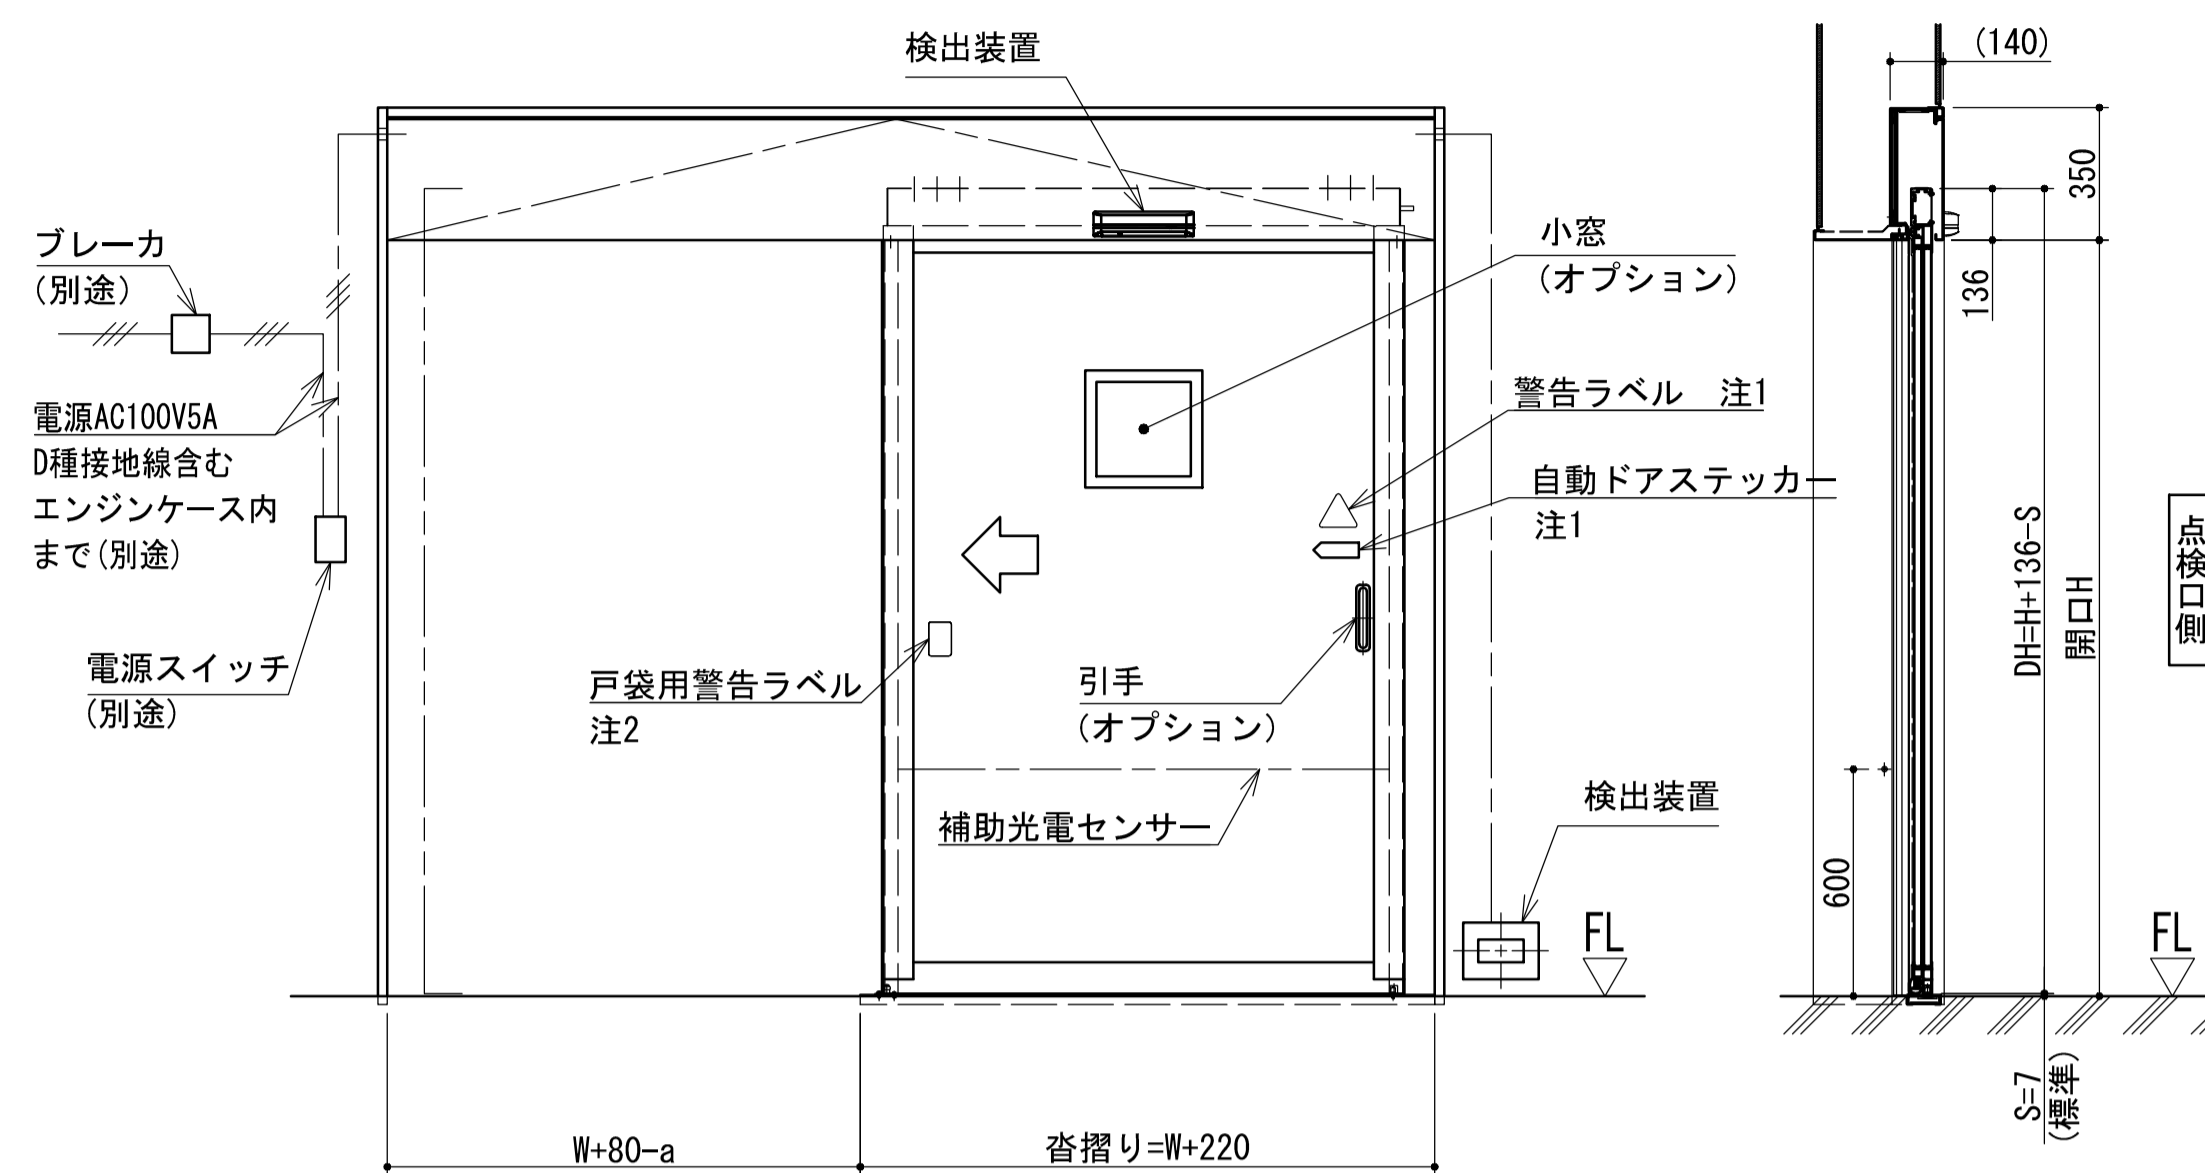 検出装置
(140)
350
ブレーカ
(別途)
小窓
(オプション)
136
電源AC100V5A
D種接地線含む
エンジンケース内
まで(別途)
警告ラベル　注1
自動ドアステッカー
注1
DH=H+136-S
開口H
点検口側
電源スイッチ
(別途)
戸袋用警告ラベル
注2
引手
(オプション)
補助光電センサー
検出装置
600
FL
FL
S=7
(標準)
W+80-a
沓摺り=W+220